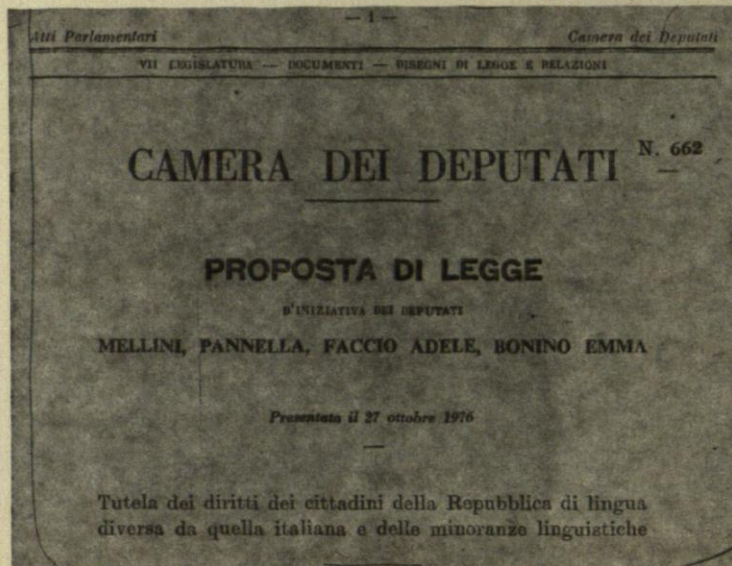 — 1 —
Atti Parlamentari Camera dei Deputati
VII LEGISLATURA — DOCUMENTI — DISEGNI DI LEGGE E RELAZIONI
CAMERA DEI DEPUTATI N. 662
PROPOSTA DI LEGGE
D'INIZIATIVA DEI DEPUTATI
MELLINI, PANNELLA, FACCIO ADELE, BONINO EMMA
Presentata il 27 ottobre 1976
Tutela dei diritti dei cittadini della Repubblica di lingua
diversa da quella italiana e delle minoranze linguistiche